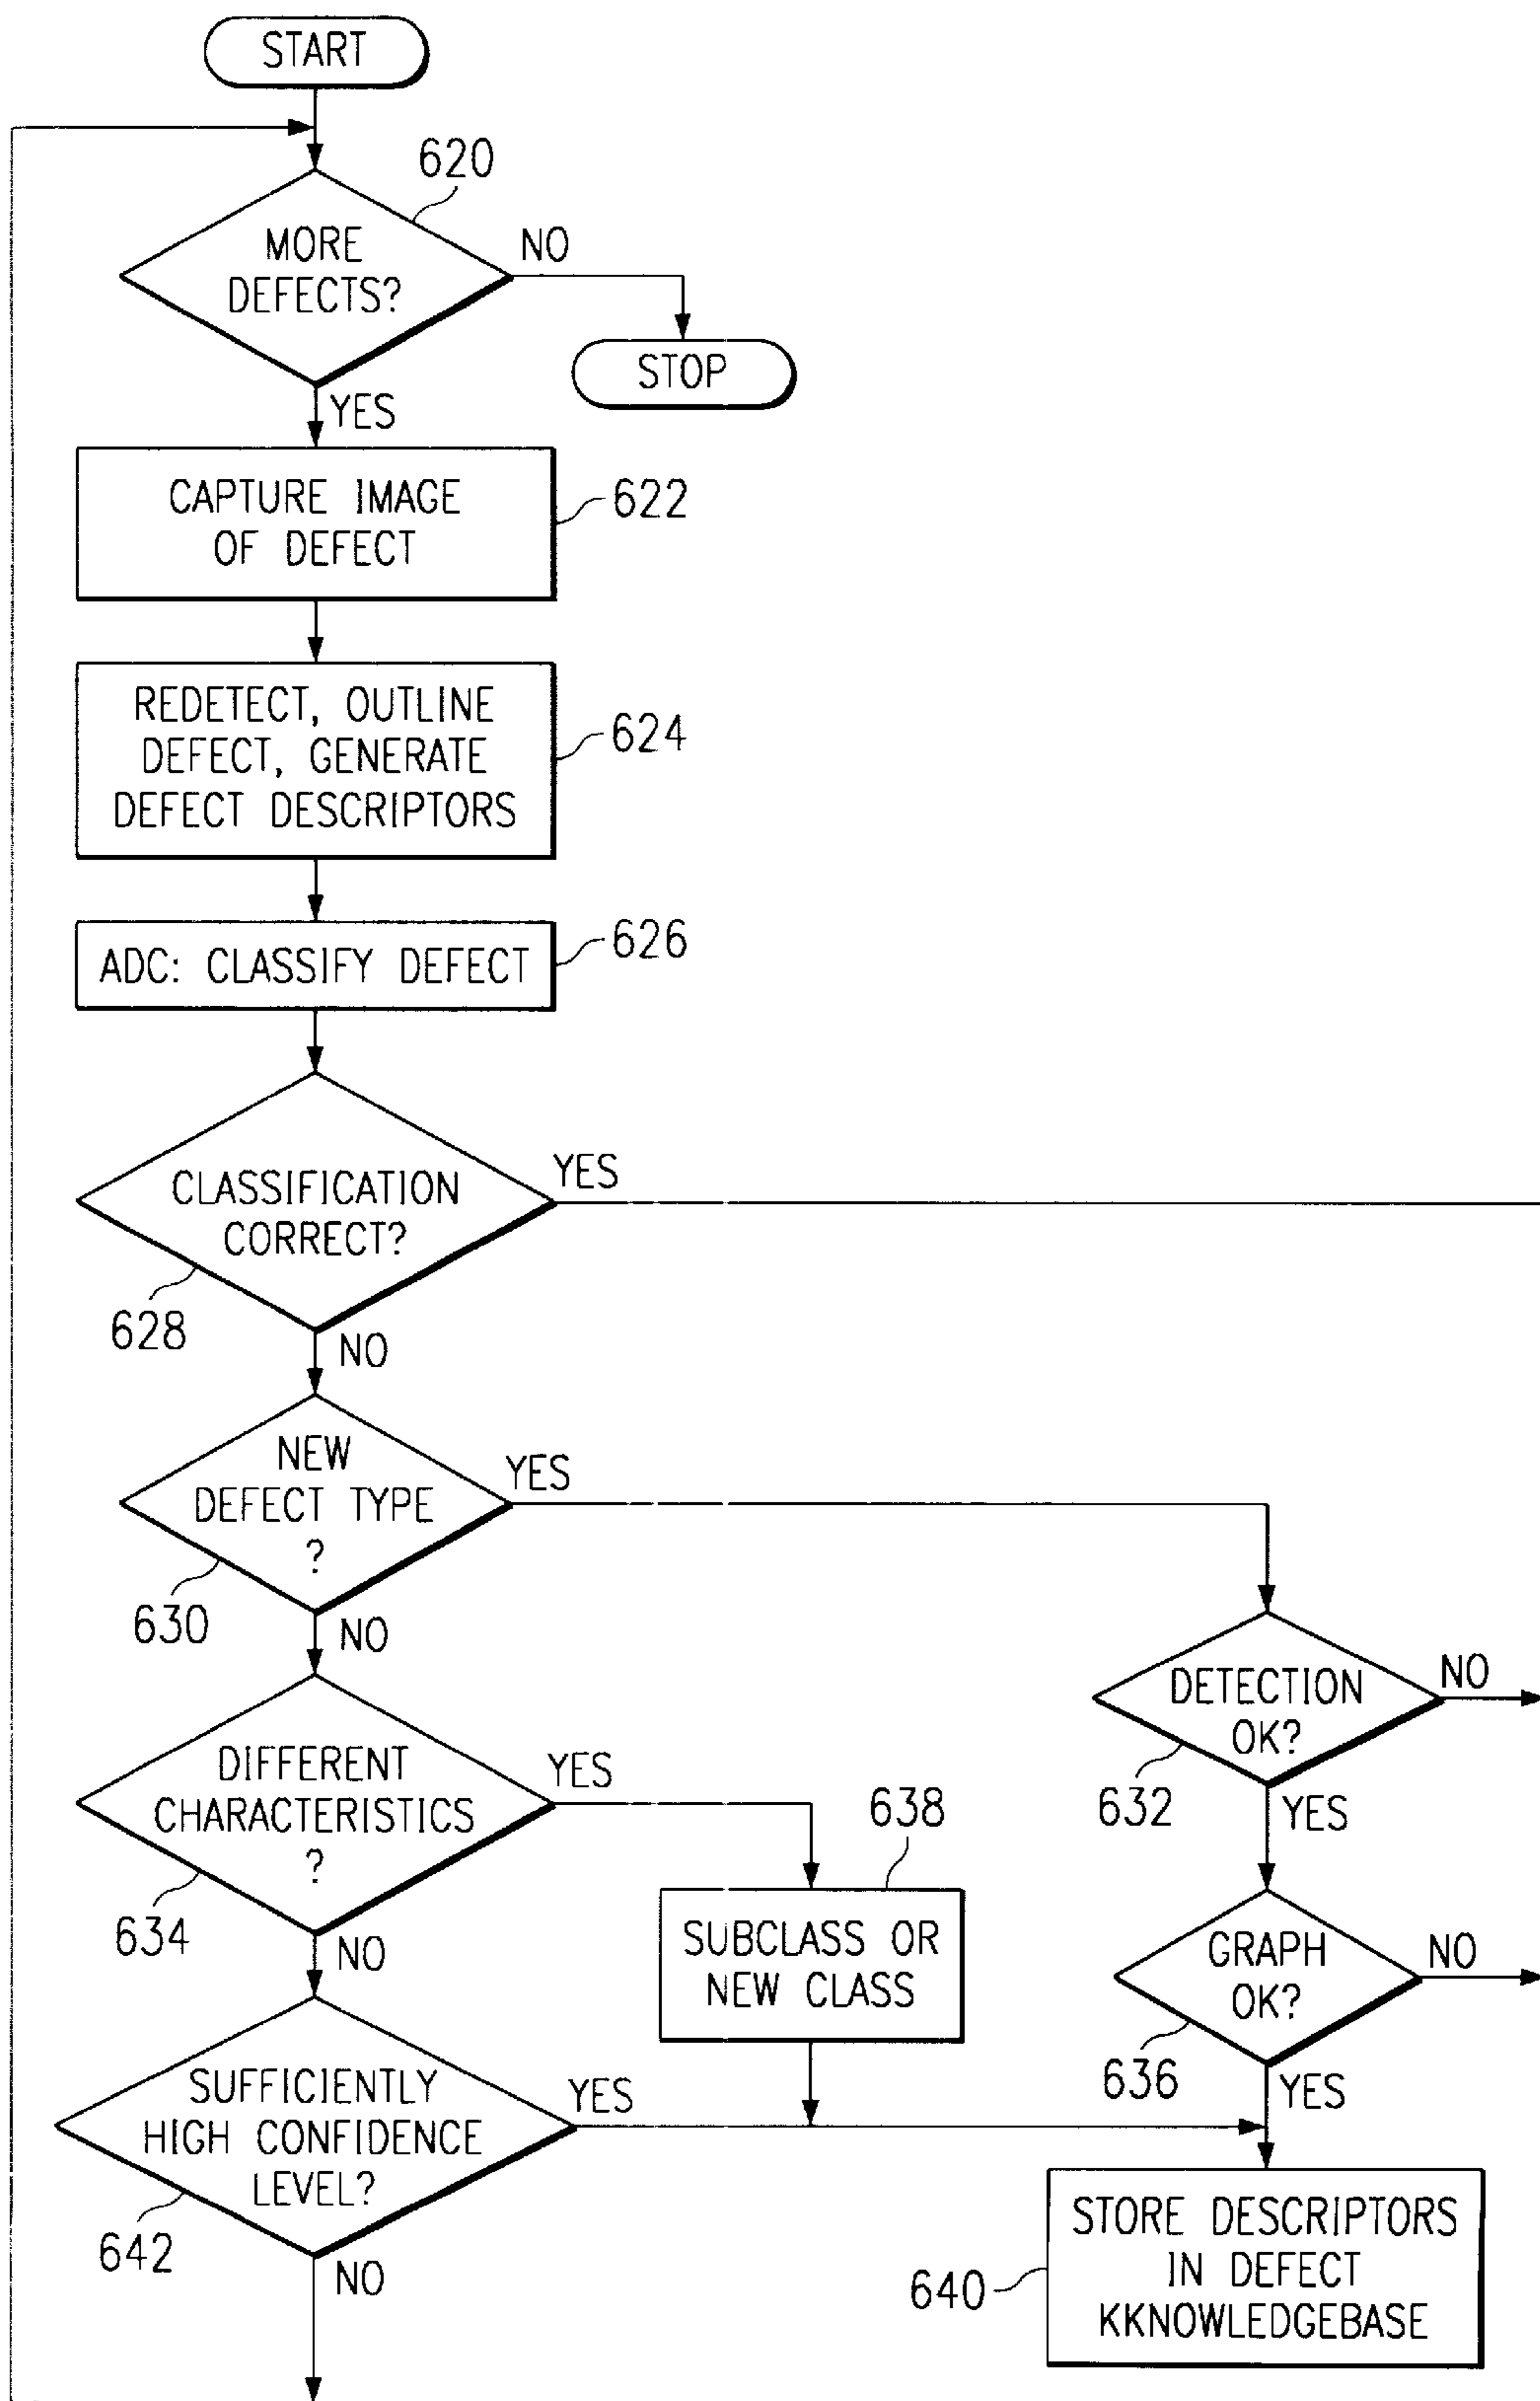 START
620
MORE
DEFECTS?
NO
STOP
YES
CAPTURE IMAGE
OF DEFECT
622
REDETECT, OUTLINE
DEFECT, GENERATE
DEFECT DESCRIPTORS
624
ADC: CLASSIFY DEFECT
626
CLASSIFICATION
CORRECT?
YES
628
NO
NEW
DEFECT TYPE
?
YES
630
NO
DETECTION
OK?
NO
632
YES
DIFFERENT
CHARACTERISTICS
?
YES
634
NO
638
SUBCLASS OR
NEW CLASS
GRAPH
OK?
NO
636
YES
SUFFICIENTLY
HIGH CONFIDENCE
LEVEL?
YES
642
NO
STORE DESCRIPTORS
IN DEFECT
KKNOWLEDGEBASE
640